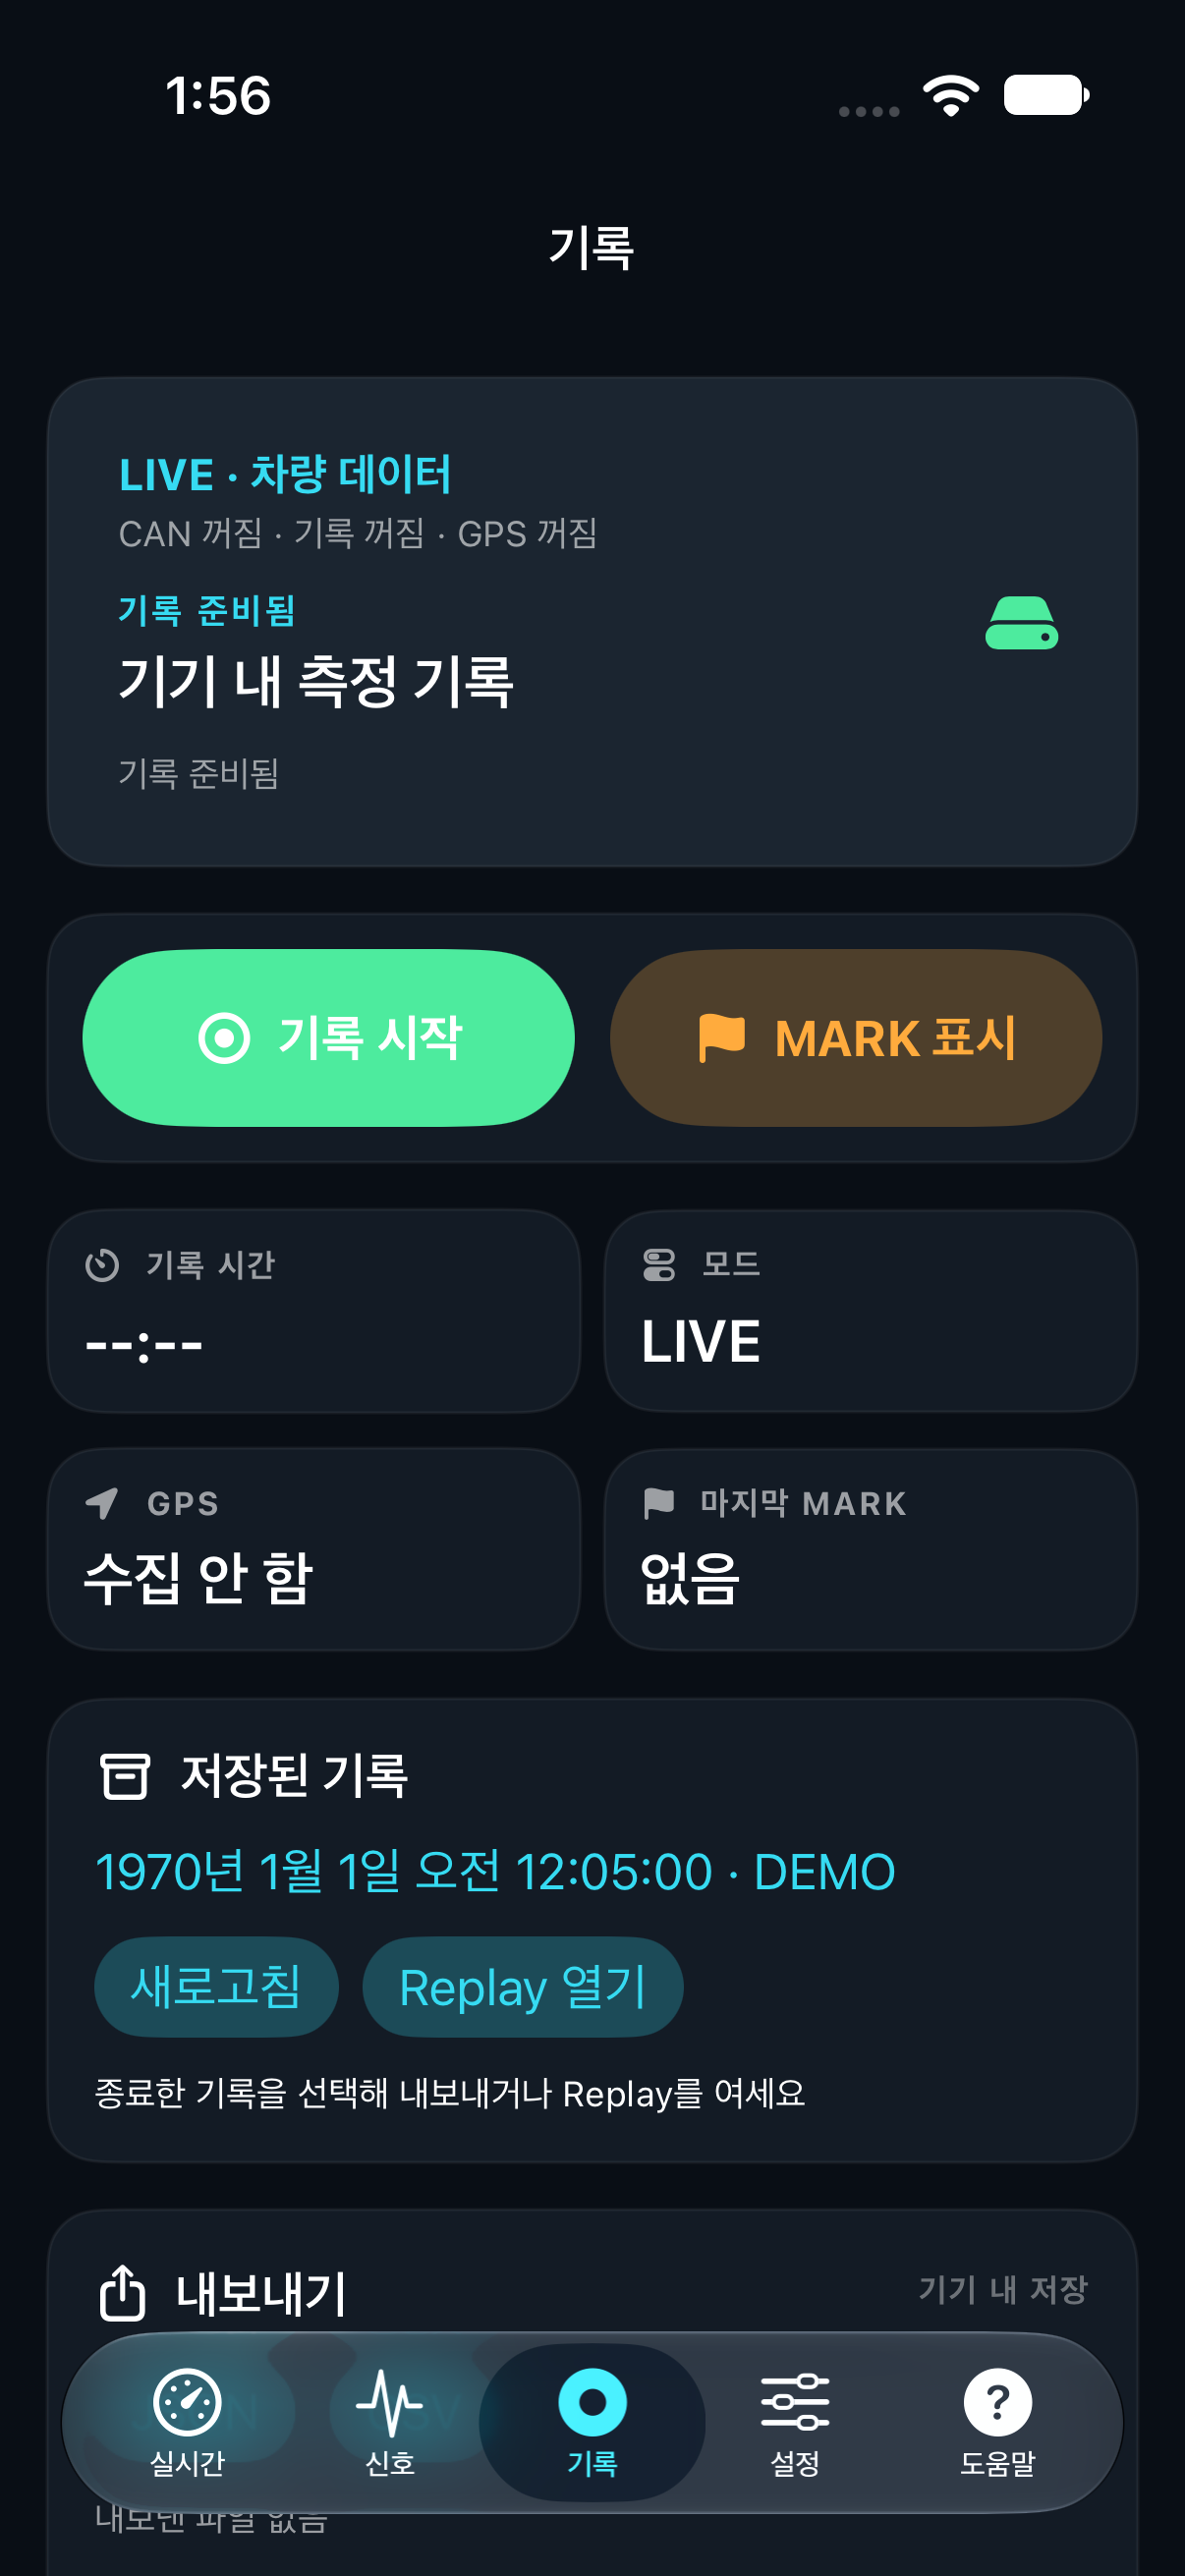 1:56
기록
LIVE · 차량 데이터
CAN 꺼짐 · 기록 꺼짐 · GPS 꺼짐
기록 준비됨
기기 내 측정 기록
기록 준비됨
기록 시작
MARK 표시
기록 시간
--:--
모드
LIVE
GPS
수집 안 함
마지막 MARK
없음
저장된 기록
1970년 1월 1일 오전 12:05:00 · DEMO
새로고침
Replay 열기
종료한 기록을 선택해 내보내거나 Replay를 여세요
내보내기
기기 내 저장
실시간
신호
기록
설정
도움말
내보낸 파일 없음